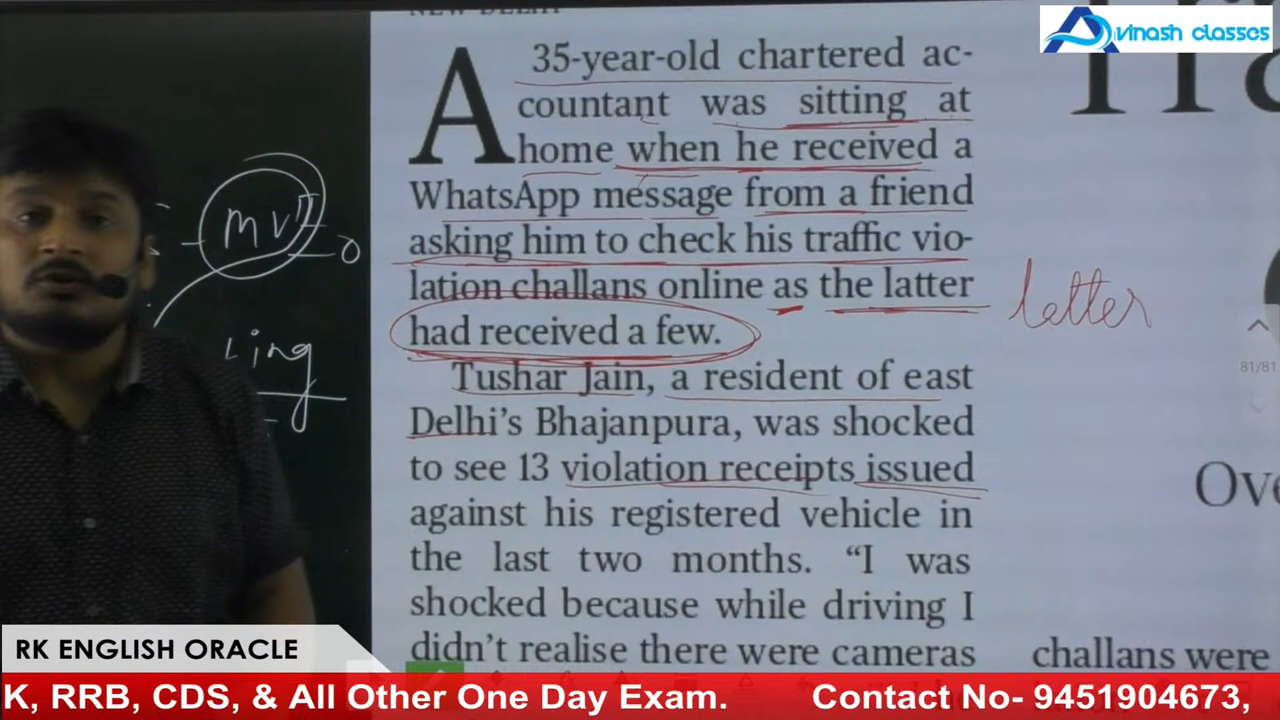 NEW DELHI
vinash classes
A 35-year-old chartered ac-
countant was sitting at
home when he received a
WhatsApp message from a friend
asking him to check his traffic vio-
lation challans online as the latter
had received a few.
Tushar Jain, a resident of east
Delhi's Bhajanpura, was shocked
to see 13 violation receipts issued
against his registered vehicle in
the last two months. "I was
shocked because while driving I
didn't realise there were cameras
letter
81/81
Ove
challans were
mv
ing
RK ENGLISH ORACLE
K, RRB, CDS, & All Other One Day Exam. Contact No- 9451904673,